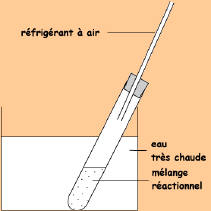 réfrigérant à air
eau
très chaude
mélange
réactionnel